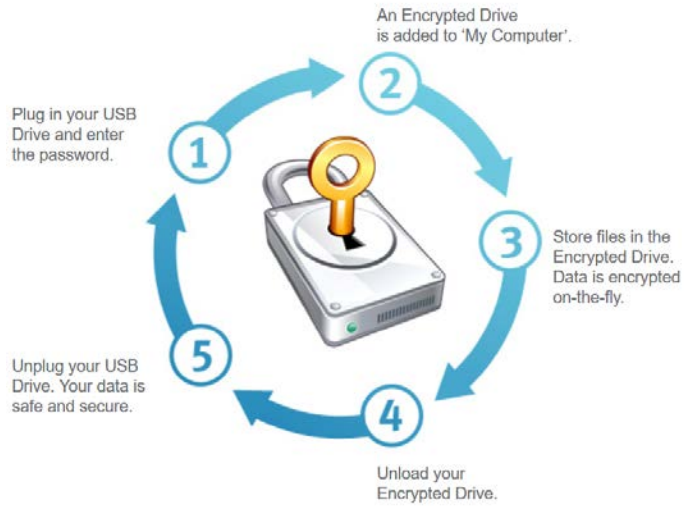 1
Plug in your USB
Drive and enter
the password.
2
An Encrypted Drive
is added to ‘My Computer’.
3
Store files in the
Encrypted Drive.
Data is encrypted
on-the-fly.
4
Unload your
Encrypted Drive.
5
Unplug your USB
Drive. Your data is
safe and secure.